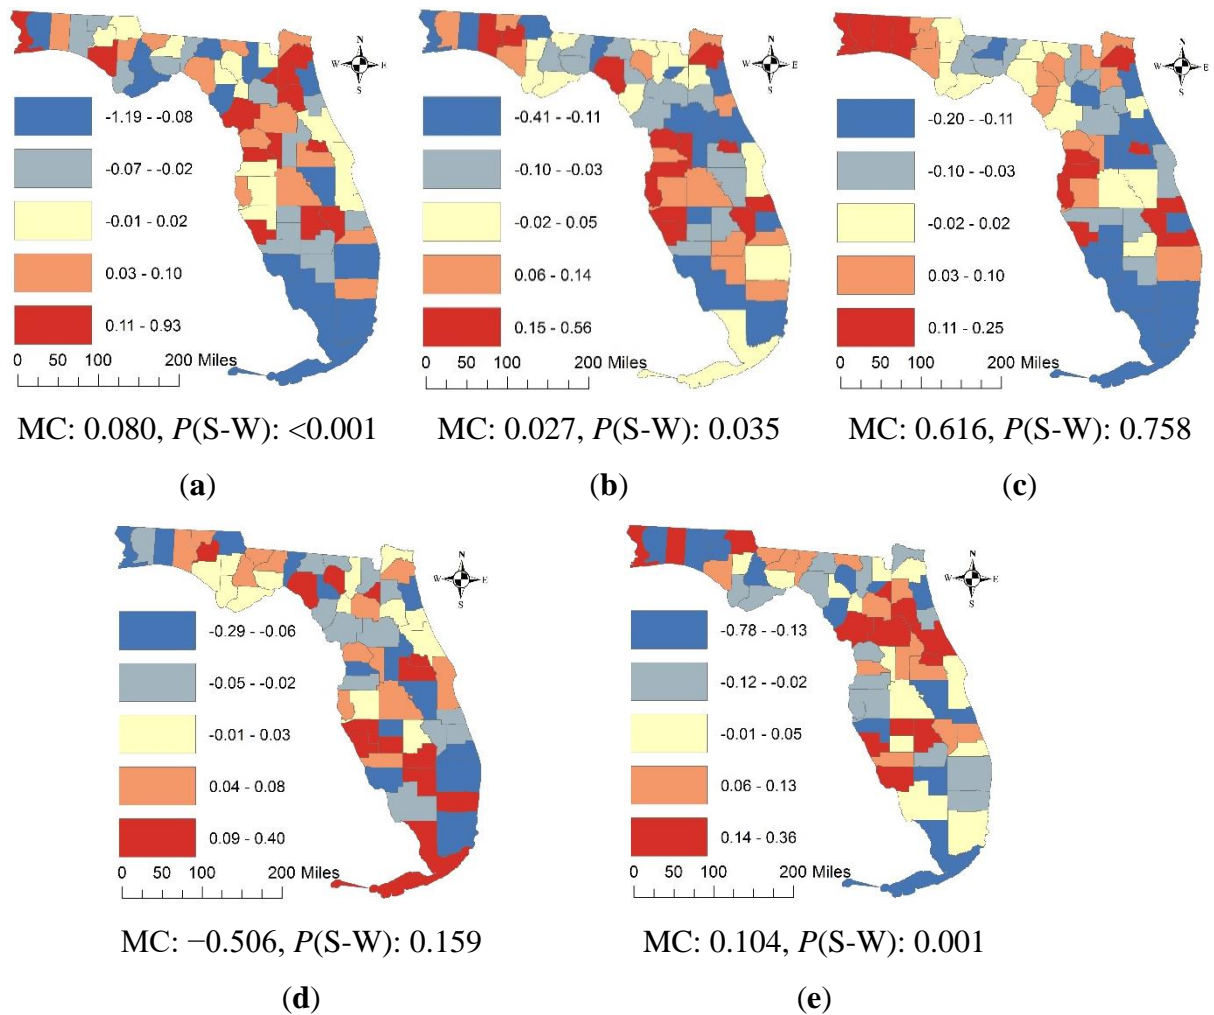 N
W E
S
-1.19 - -0.08
-0.07 - -0.02
-0.01 - 0.02
0.03 - 0.10
0.11 - 0.93
0 50 100 200 Miles
MC: 0.080, P(S-W): <0.001
(a)
N
W E
S
-0.41 - -0.11
-0.10 - -0.03
-0.02 - 0.05
0.06 - 0.14
0.15 - 0.56
0 50 100 200 Miles
MC: 0.027, P(S-W): 0.035
(b)
N
W E
S
-0.20 - -0.11
-0.10 - -0.03
-0.02 - 0.02
0.03 - 0.10
0.11 - 0.25
0 50 100 200 Miles
MC: 0.616, P(S-W): 0.758
(c)
N
W E
S
-0.29 - -0.06
-0.05 - -0.02
-0.01 - 0.03
0.04 - 0.08
0.09 - 0.40
0 50 100 200 Miles
MC: −0.506, P(S-W): 0.159
(d)
N
W E
S
-0.78 - -0.13
-0.12 - -0.02
-0.01 - 0.05
0.06 - 0.13
0.14 - 0.36
0 50 100 200 Miles
MC: 0.104, P(S-W): 0.001
(e)